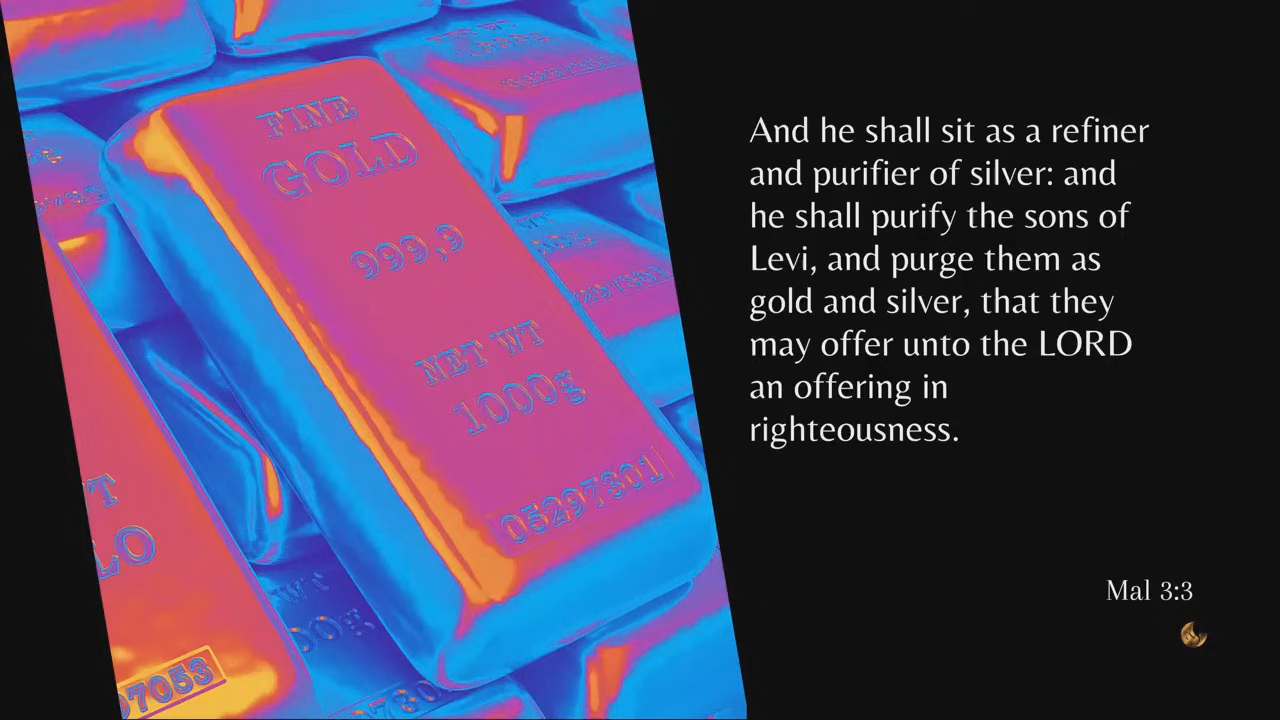 FINE
GOLD
999,9
NET WT
1000g
05297301
T
LO
07053
And he shall sit as a refiner
and purifier of silver: and
he shall purify the sons of
Levi, and purge them as
gold and silver, that they
may offer unto the LORD
an offering in
righteousness.
Mal 3:3